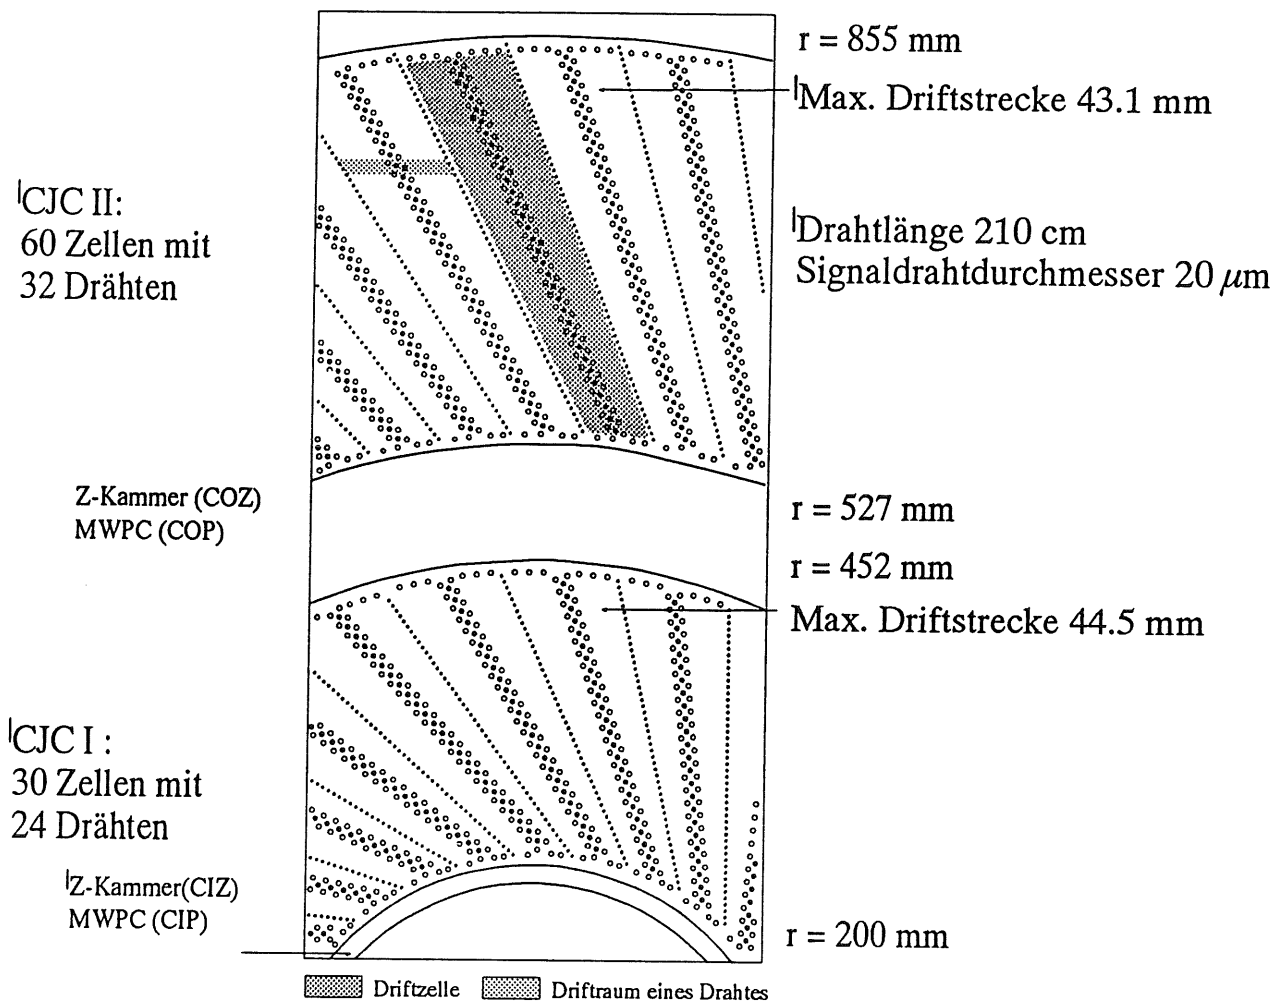 r = 855 mm
Max. Driftstrecke 43.1 mm
CJC II:
60 Zellen mit
32 Drähten
Drahtlänge 210 cm
Signaldrahtdurchmesser 20 μm
Z-Kammer (COZ)
MWPC (COP)
r = 527 mm
r = 452 mm
Max. Driftstrecke 44.5 mm
CJC I :
30 Zellen mit
24 Drähten
Z-Kammer(CIZ)
MWPC (CIP)
r = 200 mm
Driftzelle
Driftraum eines Drahtes